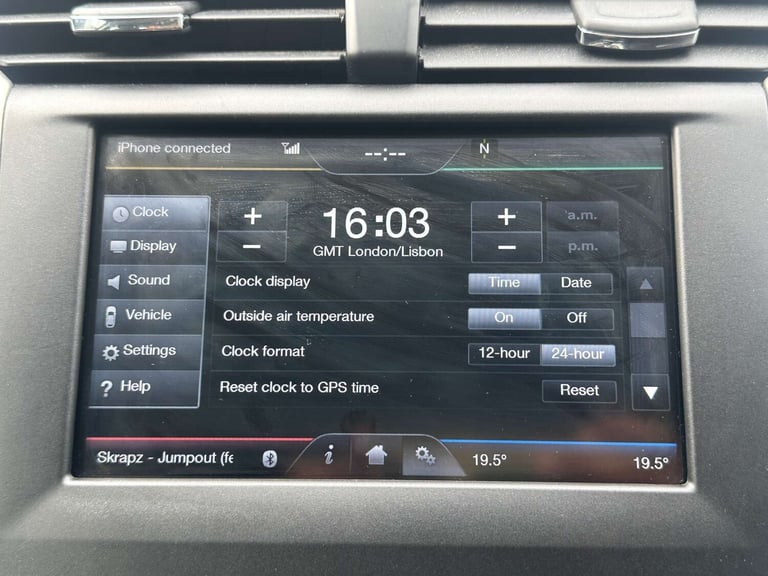 iPhone connected
--:--
N
Clock
+
16:03
+
a.m.
Display
−
GMT London/Lisbon
−
p.m.
Sound
Clock display
Time
Date
Vehicle
Outside air temperature
On
Off
Settings
Clock format
12-hour
24-hour
? Help
Reset clock to GPS time
Reset
Skrapz - Jumpout (fe
i
19.5°
19.5°